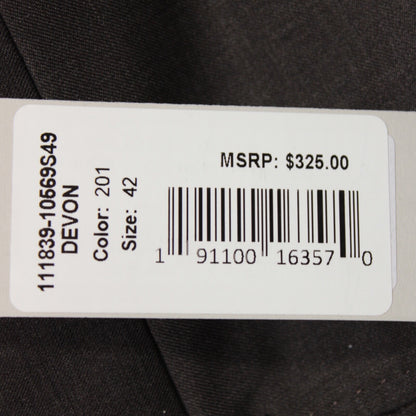 111839-10569S49
DEVON
Color: 201
Size: 42
MSRP: $325.00
1 91100 16357 0